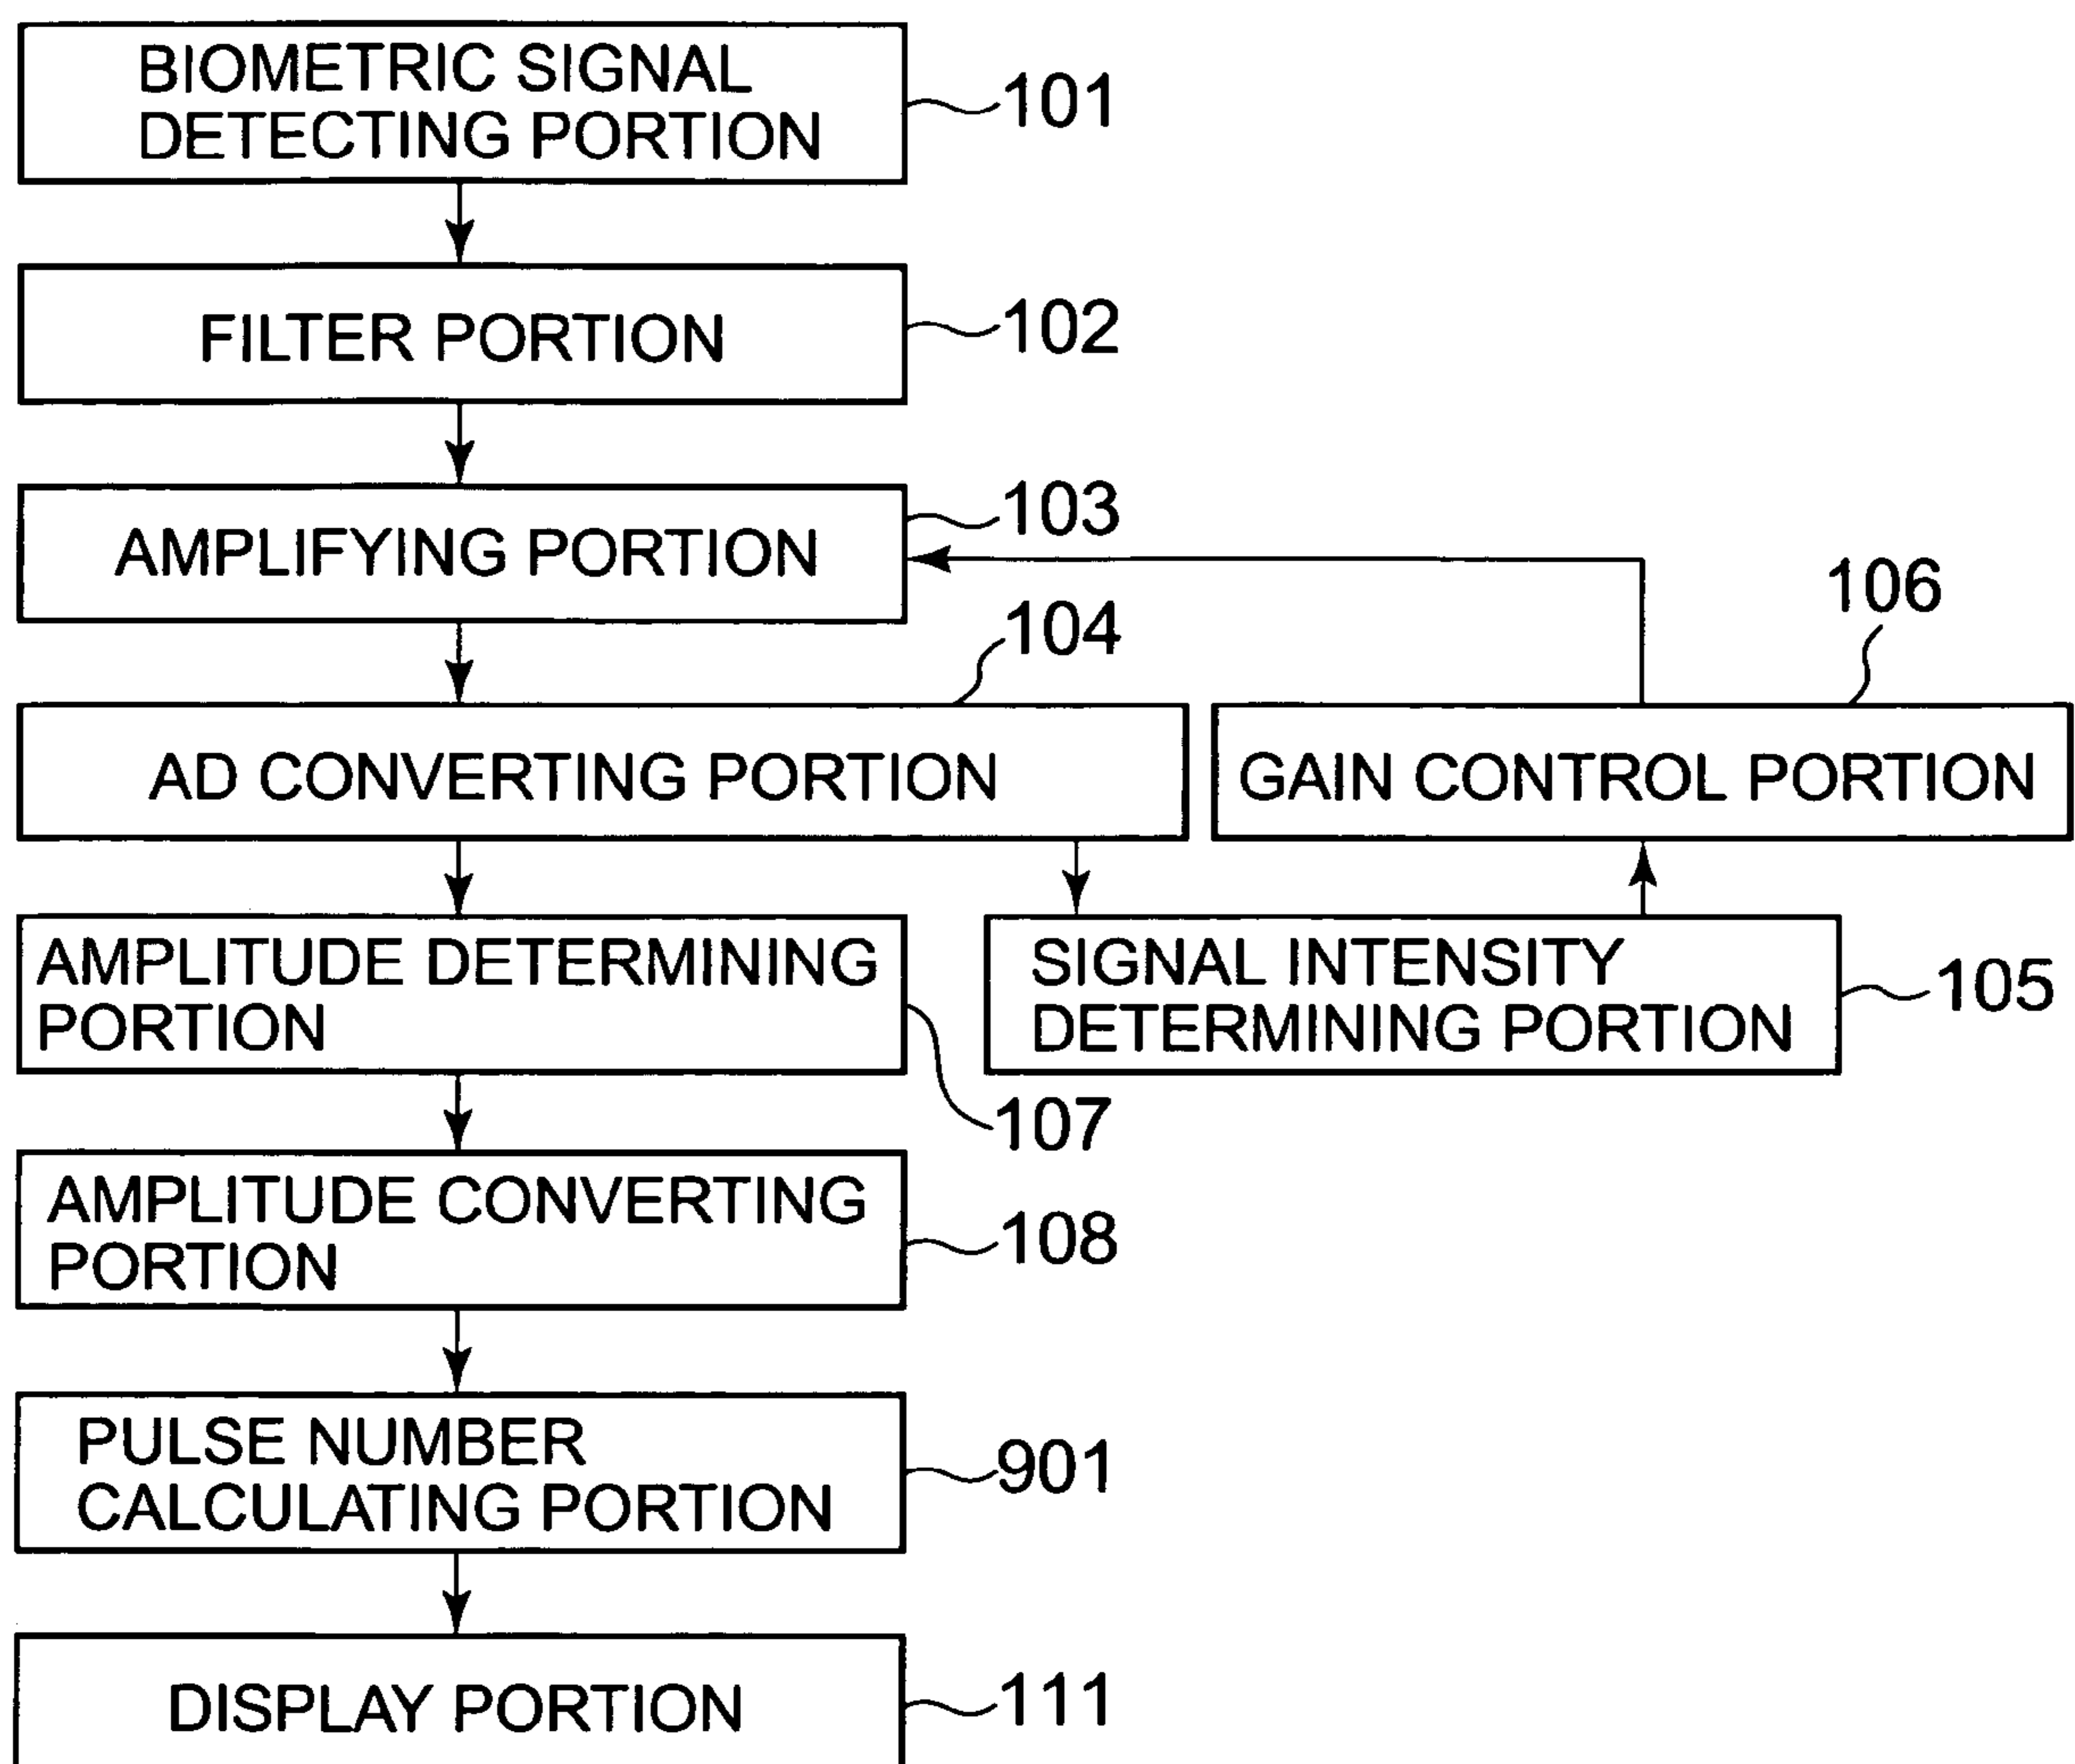 BIOMETRIC SIGNAL
DETECTING PORTION
101
FILTER PORTION
102
103
AMPLIFYING PORTION
104
106
AD CONVERTING PORTION
GAIN CONTROL PORTION
AMPLITUDE DETERMINING
PORTION
SIGNAL INTENSITY
DETERMINING PORTION
105
107
AMPLITUDE CONVERTING
PORTION
108
PULSE NUMBER
CALCULATING PORTION
901
DISPLAY PORTION
111